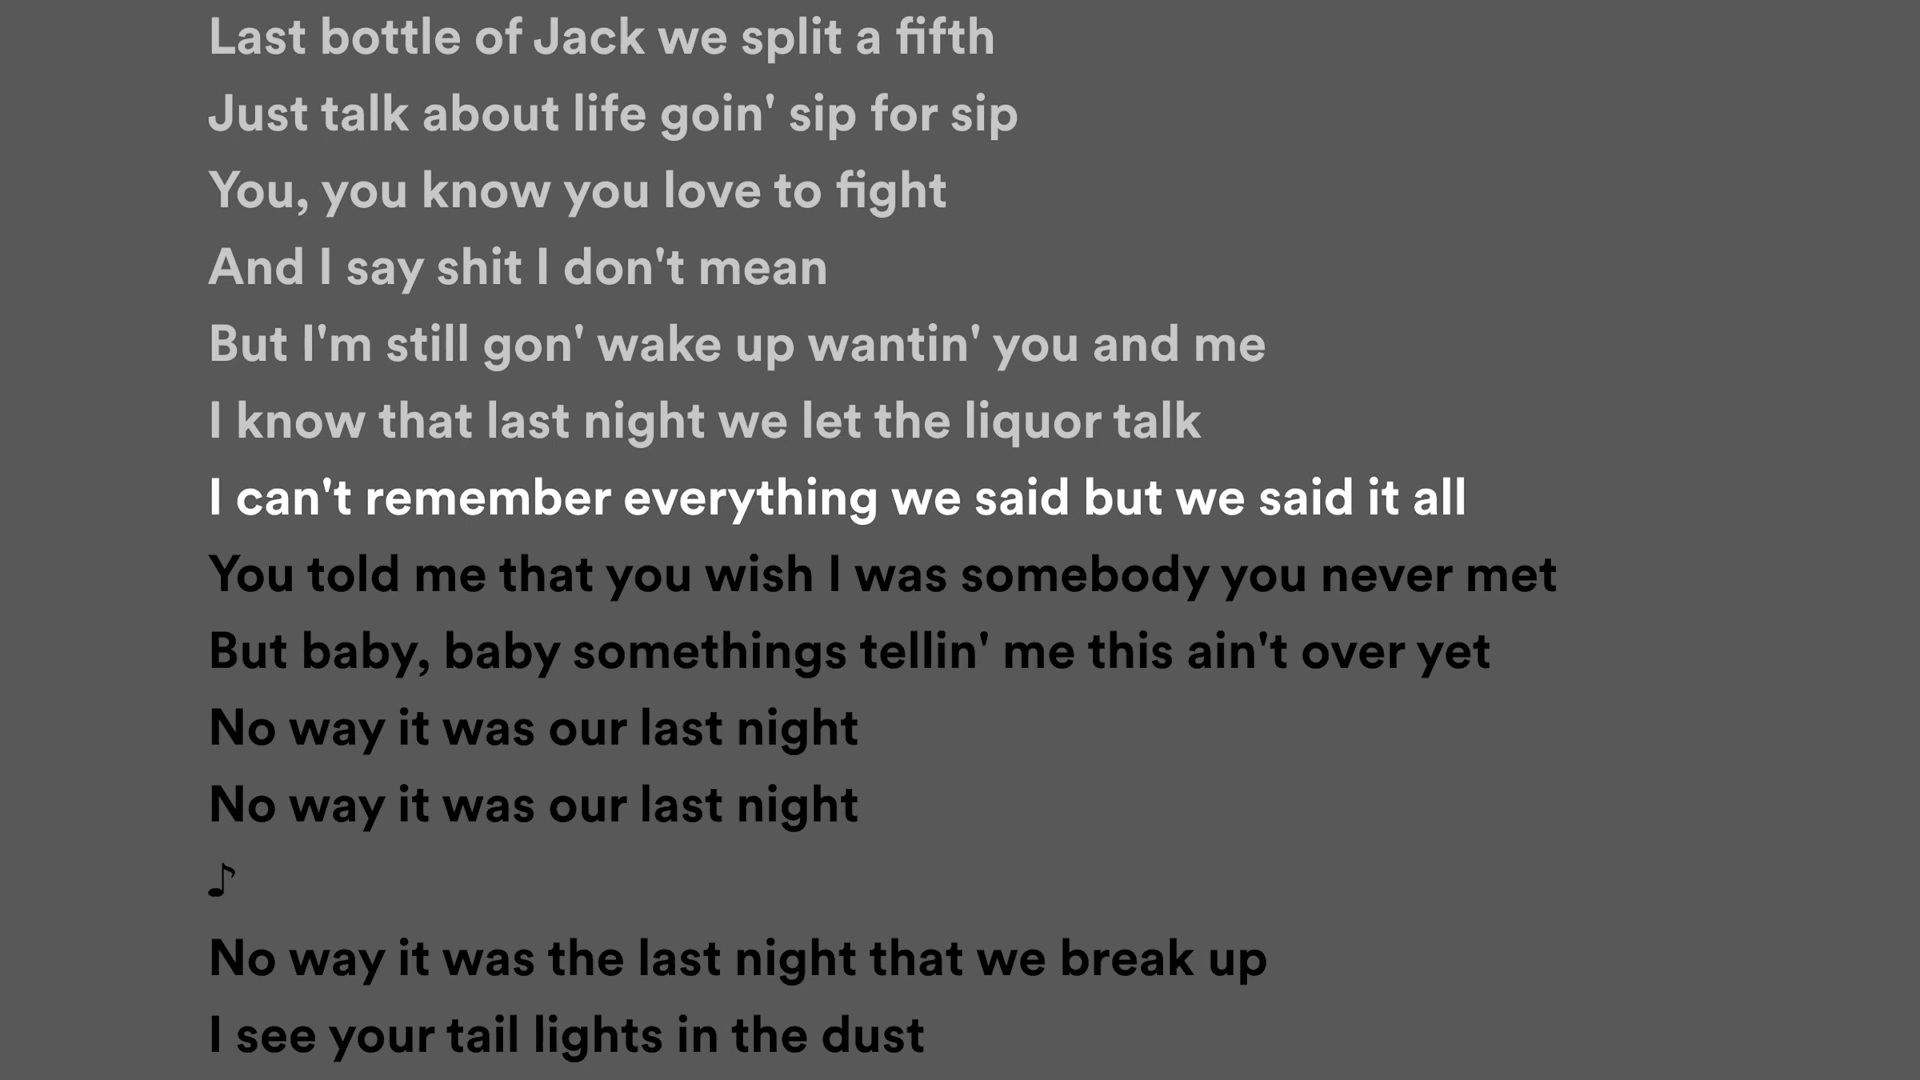 Last bottle of Jack we split a fifth
Just talk about life goin' sip for sip
You, you know you love to fight
And I say shit I don't mean
But I'm still gon' wake up wantin' you and me
I know that last night we let the liquor talk
I can't remember everything we said but we said it all
You told me that you wish I was somebody you never met
But baby, baby somethings tellin' me this ain't over yet
No way it was our last night
No way it was our last night
♪
No way it was the last night that we break up
I see your tail lights in the dust